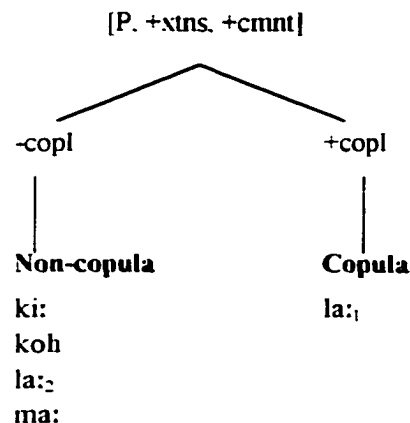 [P. +xtns. +cmnt]
-copl +copl
Non-copula Copula
ki: la:₁
koh
la:₂
ma: